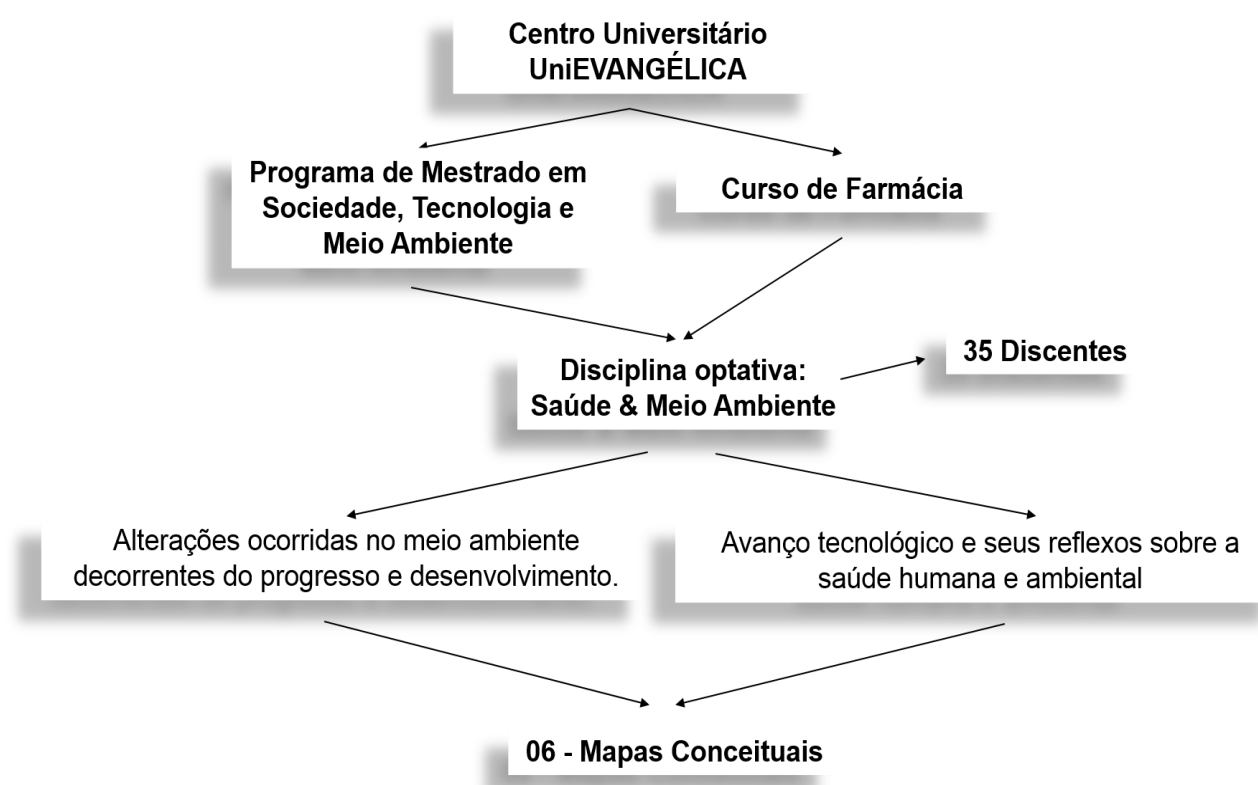 Centro Universitário
UniEVANGÉLICA
Programa de Mestrado em
Sociedade, Tecnologia e
Meio Ambiente
Curso de Farmácia
Disciplina optativa:
Saúde & Meio Ambiente
35 Discentes
Alterações ocorridas no meio ambiente
decorrentes do progresso e desenvolvimento.
Avanço tecnológico e seus reflexos sobre a
saúde humana e ambiental
06 - Mapas Conceituais